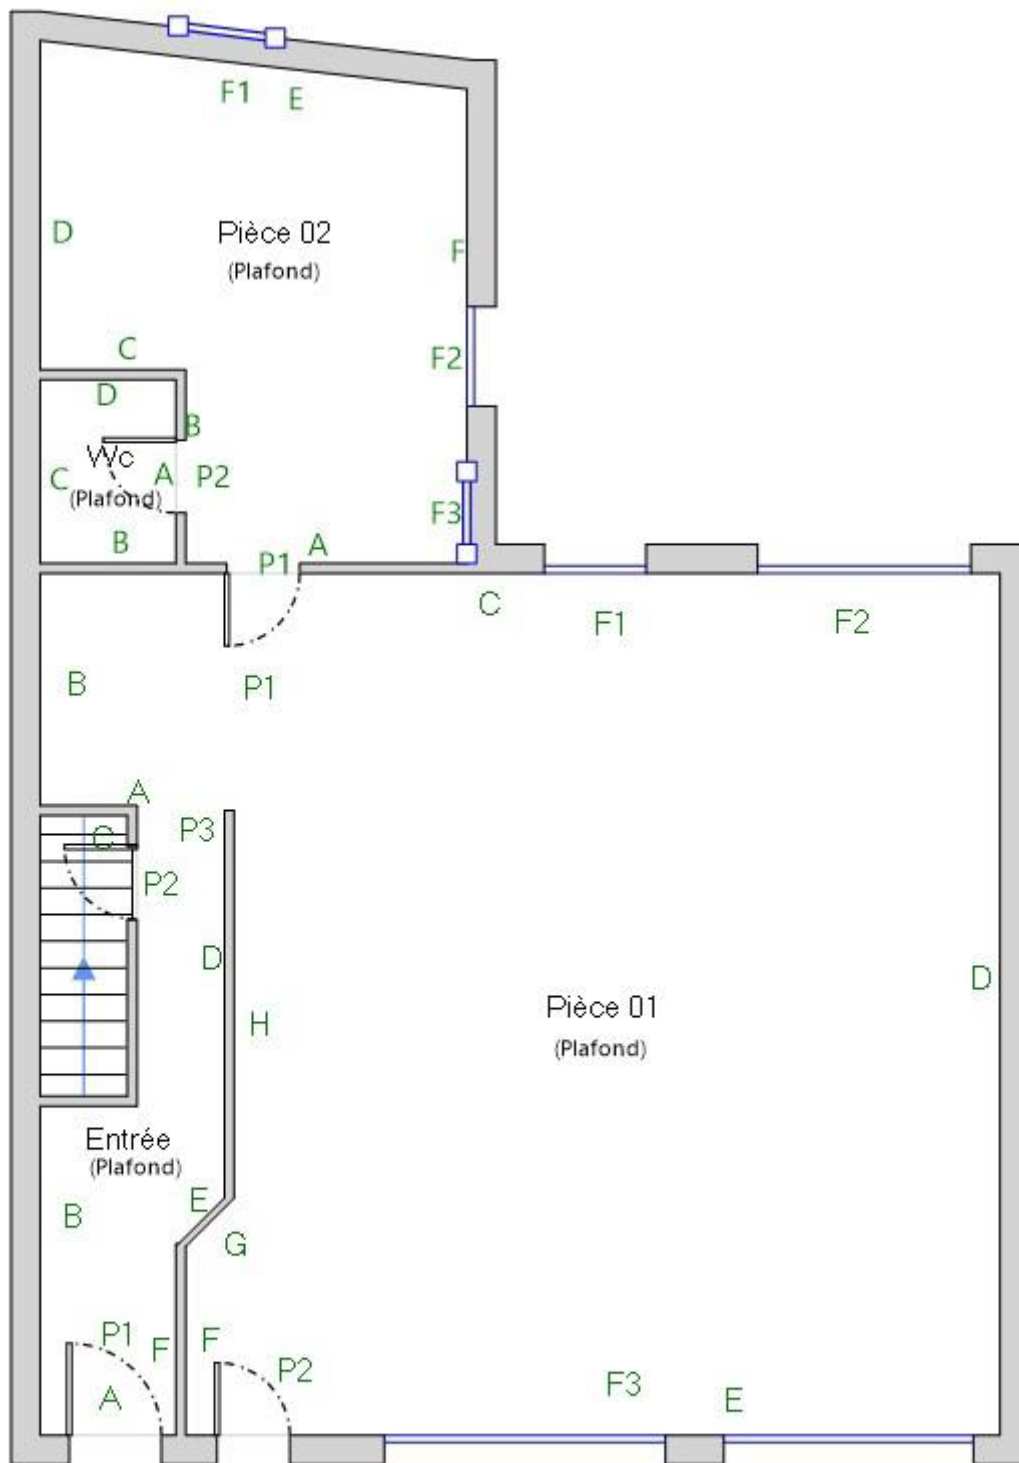 F1
E
D
Pièce 02
(Plafond)
F
C
F2
D
B
Wc
(Plafond)
C
A
P2
F3
B
P1
A
C
F1
F2
B
P1
A
P3
C
P2
D
D
H
Pièce 01
(Plafond)
Entrée
(Plafond)
E
B
G
P1
F
F
P2
A
F3
E